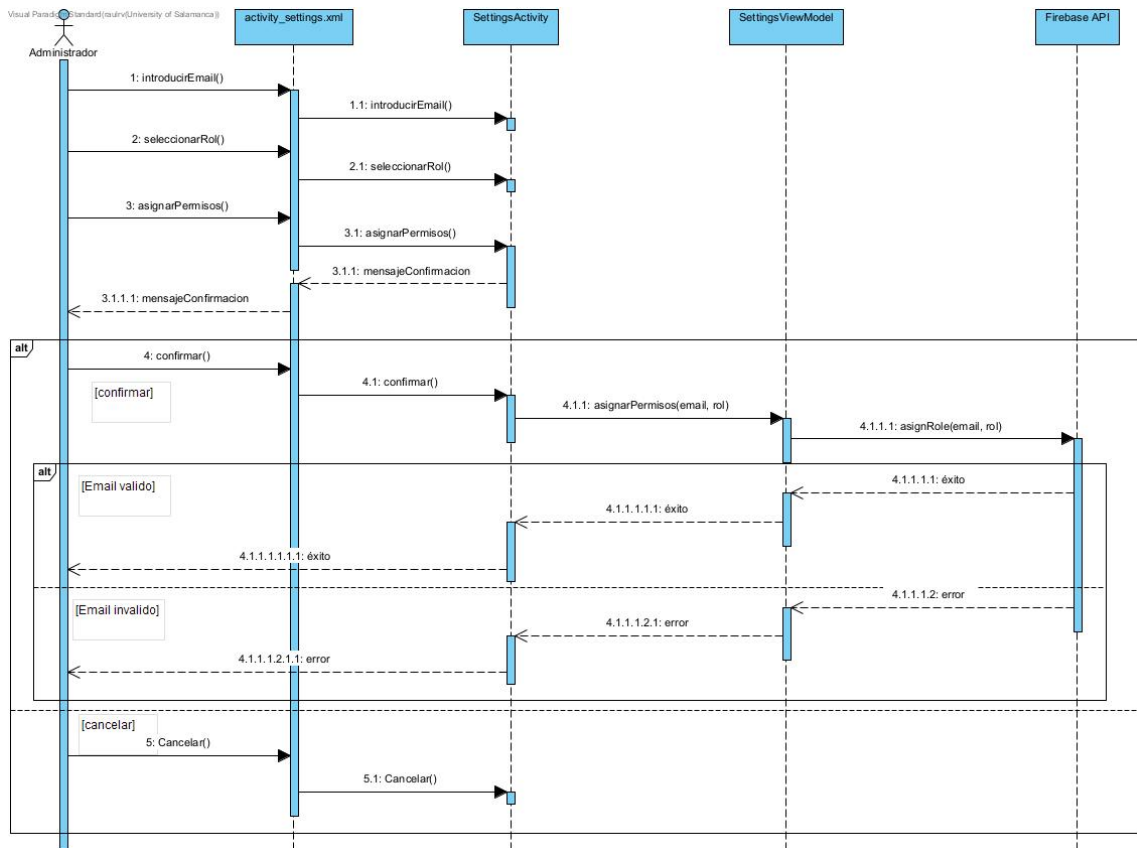 Visual Paradigm Standard(raulrv(University of Salamanca))
Administrador
activity_settings.xml
SettingsActivity
SettingsViewModel
Firebase API
1: introducirEmail()
1.1: introducirEmail()
2: seleccionarRol()
2.1: seleccionarRol()
3: asignarPermisos()
3.1: asignarPermisos()
3.1.1: mensajeConfirmacion
3.1.1.1: mensajeConfirmacion
alt
4: confirmar()
[confirmar]
4.1: confirmar()
4.1.1: asignarPermisos(email, rol)
4.1.1.1: asignRole(email, rol)
alt
[Email valido]
4.1.1.1.1: éxito
4.1.1.1.1.1: éxito
4.1.1.1.1.1.1: éxito
[Email invalido]
4.1.1.1.2: error
4.1.1.1.2.1: error
4.1.1.1.2.1.1: error
[cancelar]
5: Cancelar()
5.1: Cancelar()